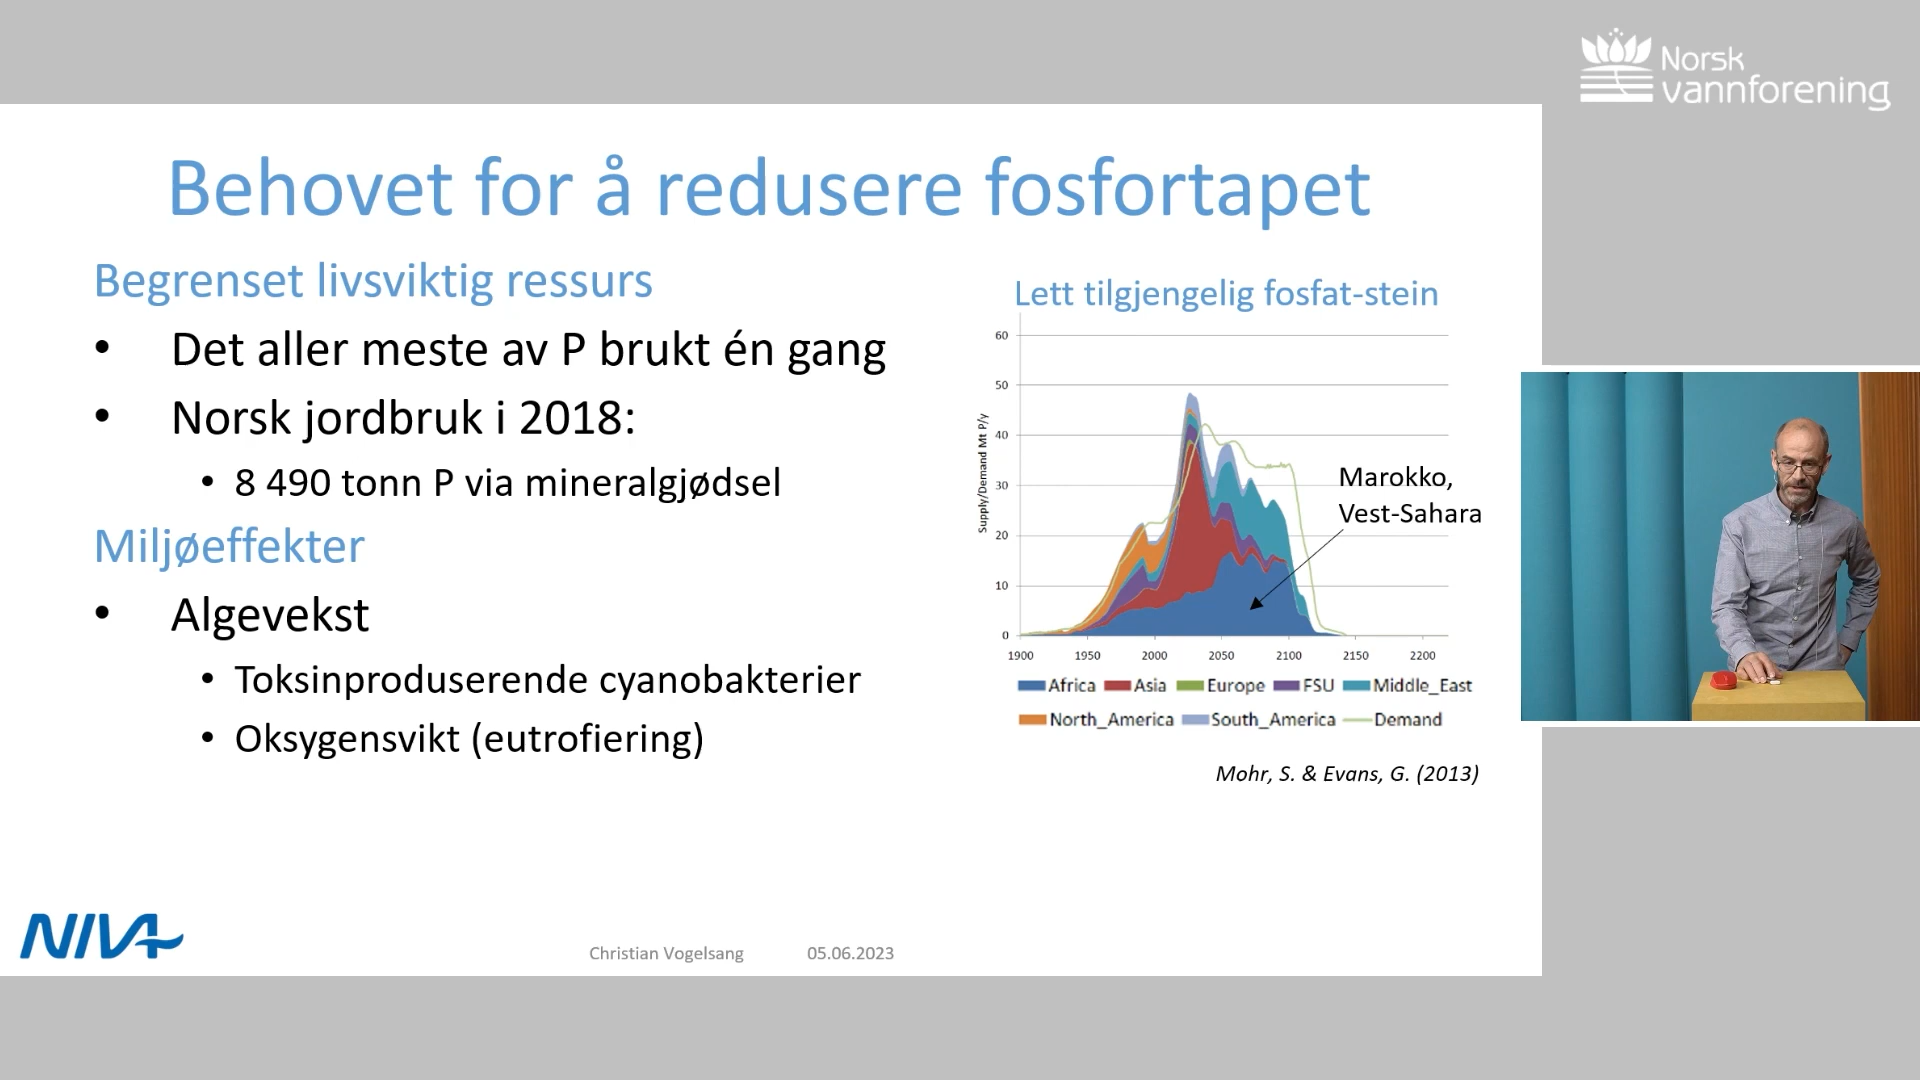 Norsk
vannforening
Behovet for å redusere fosfortapet
Begrenset livsviktig ressurs
• Det aller meste av P brukt én gang
• Norsk jordbruk i 2018:
• 8 490 tonn P via mineralgjødsel
Miljøeffekter
• Algevekst
• Toksinproduserende cyanobakterier
• Oksygensvikt (eutrofiering)
Lett tilgjengelig fosfat-stein
Supply/Demand Mt P/y
60
50
40
30
20
10
0
1900 1950 2000 2050 2100 2150 2200
Marokko,
Vest-Sahara
Africa Asia Europe FSU Middle_East
North_America South_America Demand
Mohr, S. & Evans, G. (2013)
NIVA
Christian Vogelsang 05.06.2023